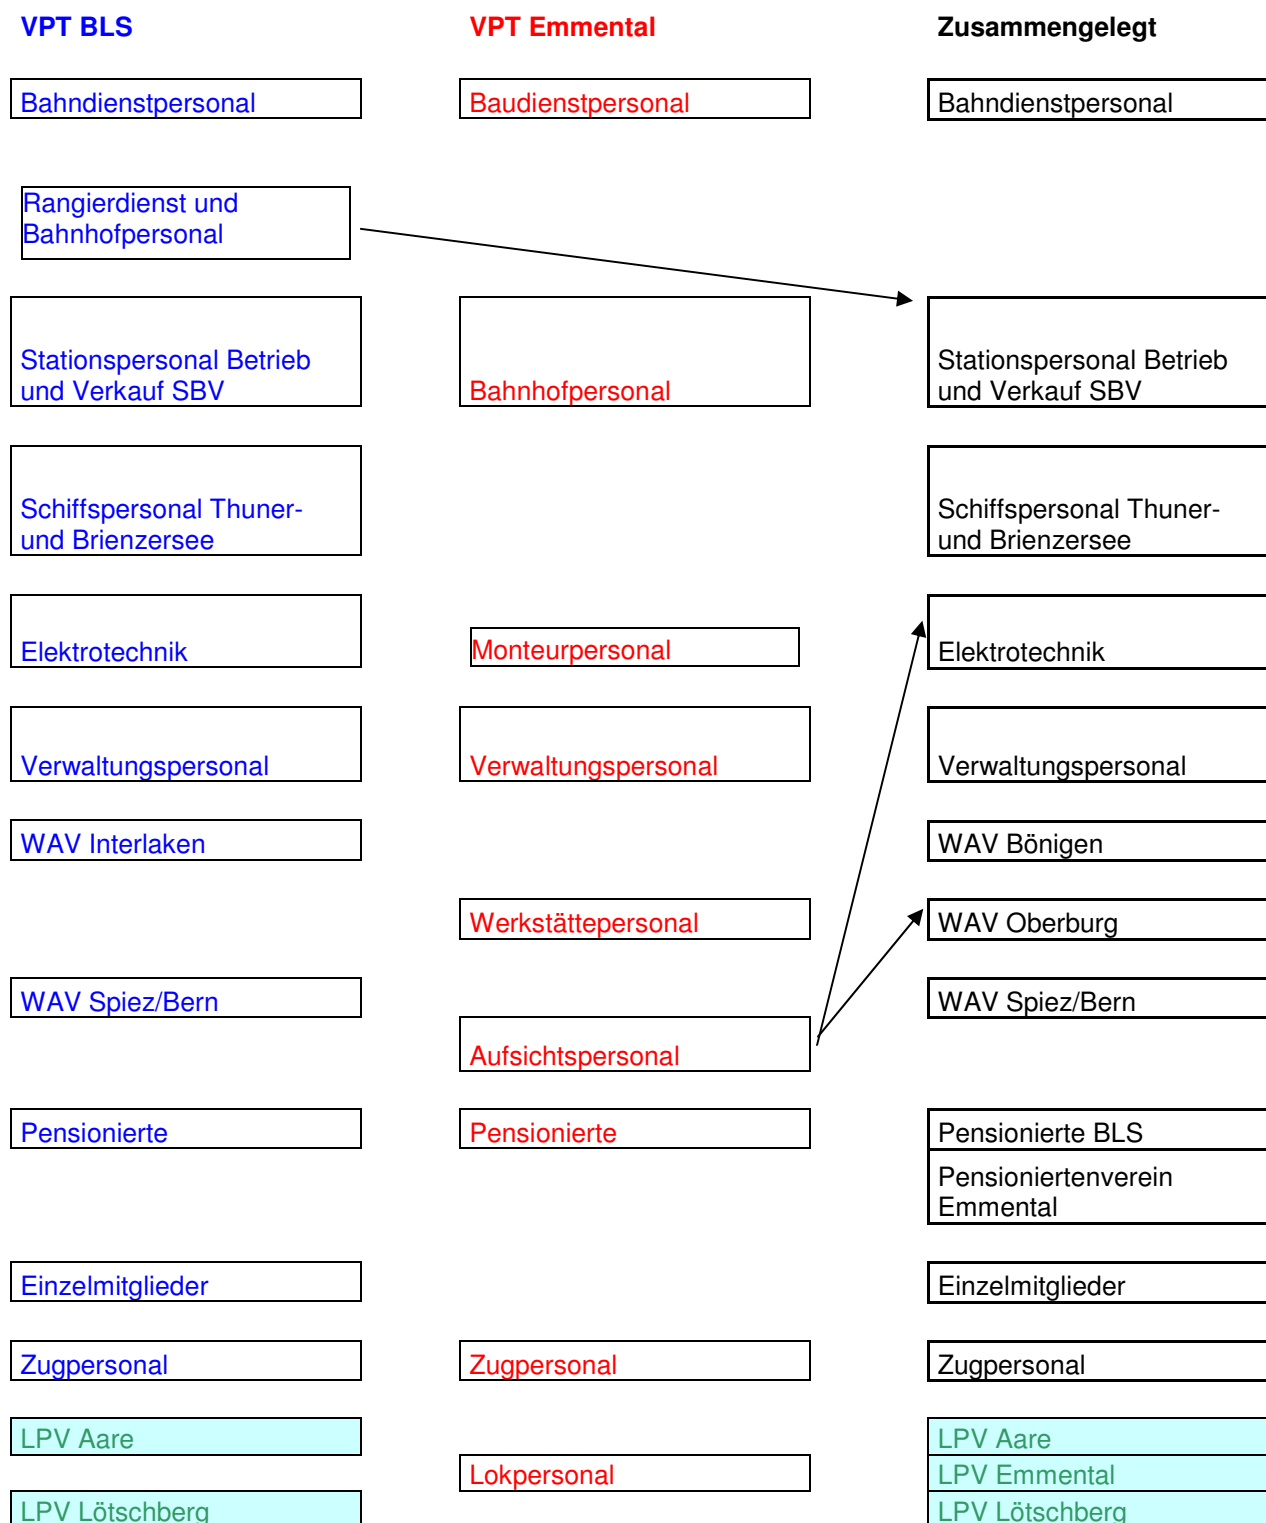 VPT BLS VPT Emmental Zusammengelegt
Bahndienstpersonal Baudienstpersonal Bahndienstpersonal
Rangierdienst und
Bahnhofpersonal
Stationspersonal Betrieb Stationspersonal Betrieb
und Verkauf SBV Bahnhofpersonal und Verkauf SBV
Schiffspersonal Thuner- Schiffspersonal Thuner-
und Brienzersee und Brienzersee
Elektrotechnik Monteurpersonal Elektrotechnik
Verwaltungspersonal Verwaltungspersonal Verwaltungspersonal
WAV Interlaken WAV Bönigen
Werkstättepersonal WAV Oberburg
WAV Spiez/Bern WAV Spiez/Bern
Aufsichtspersonal
Pensionierte Pensionierte Pensionierte BLS
Pensioniertenverein
Emmental
Einzelmitglieder Einzelmitglieder
Zugpersonal Zugpersonal Zugpersonal
LPV Aare LPV Aare
Lokpersonal LPV Emmental
LPV Lötschberg LPV Lötschberg